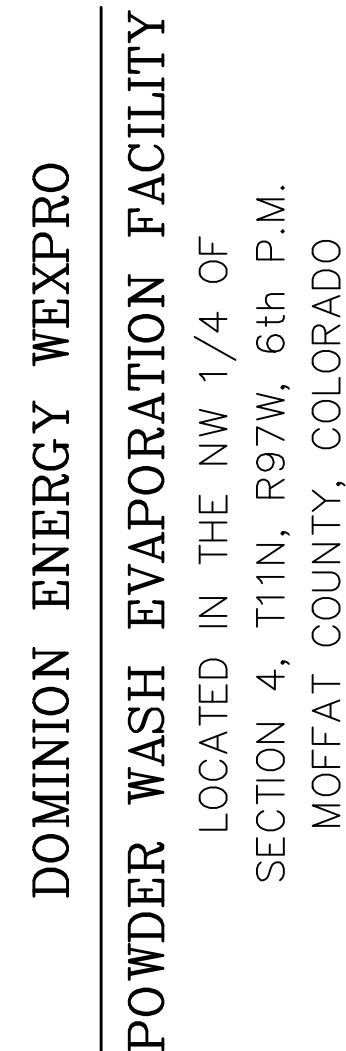 DOMINION ENERGY WEXPRO
POWDER WASH EVAPORATION FACILITY
LOCATED IN THE NW 1/4 OF
SECTION 4, T11N, R97W, 6th P.M.
MOFFAT COUNTY, COLORADO